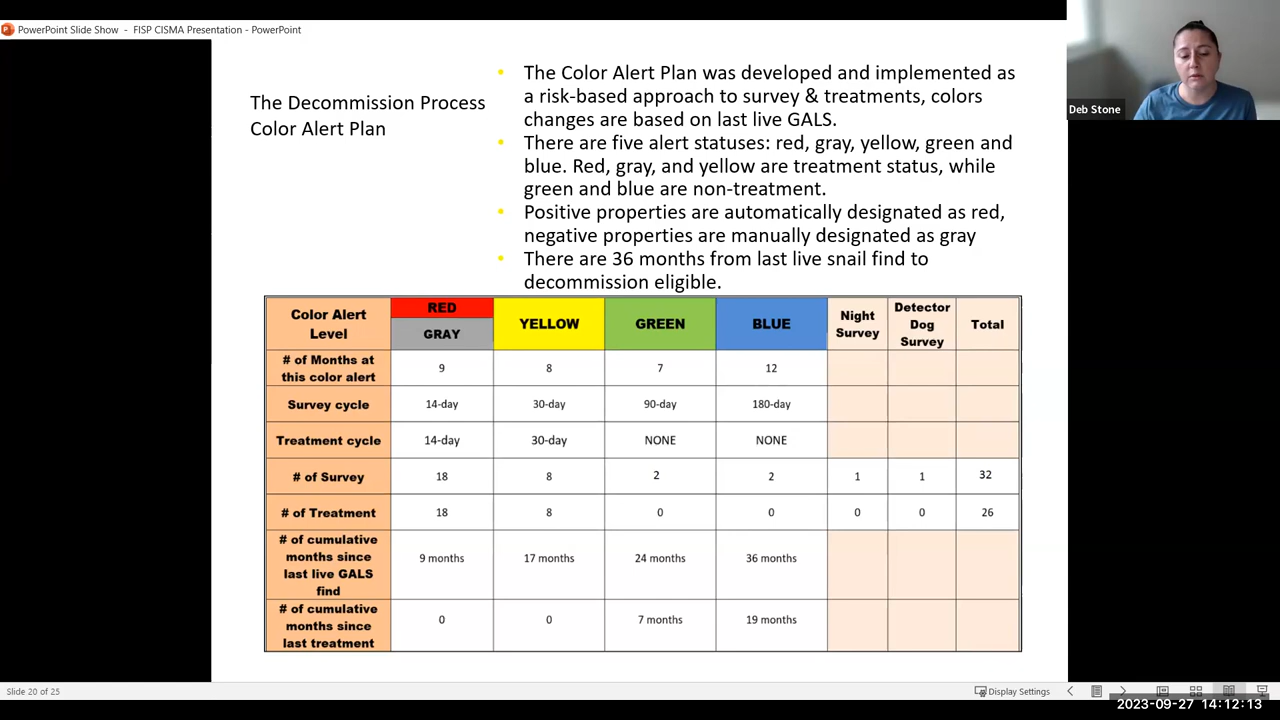 PowerPoint Slide Show - FISP CISMA Presentation - PowerPoint
Deb Stone
The Decommission Process
Color Alert Plan
• The Color Alert Plan was developed and implemented as
a risk-based approach to survey & treatments, colors
changes are based on last live GALS.
• There are five alert statuses: red, gray, yellow, green and
blue. Red, gray, and yellow are treatment status, while
green and blue are non-treatment.
• Positive properties are automatically designated as red,
negative properties are manually designated as gray
• There are 36 months from last live snail find to
decommission eligible.
Color Alert Level RED GRAY YELLOW GREEN BLUE Night Survey Detector Dog Survey Total
# of Months at this color alert 9 8 7 12
Survey cycle 14-day 30-day 90-day 180-day
Treatment cycle 14-day 30-day NONE NONE
# of Survey 18 8 2 2 1 1 32
# of Treatment 18 8 0 0 0 0 26
# of cumulative months since last live GALS find 9 months 17 months 24 months 36 months
# of cumulative months since last treatment 0 0 7 months 19 months
Slide 20 of 25
Display Settings
2023-09-27 14:12:13